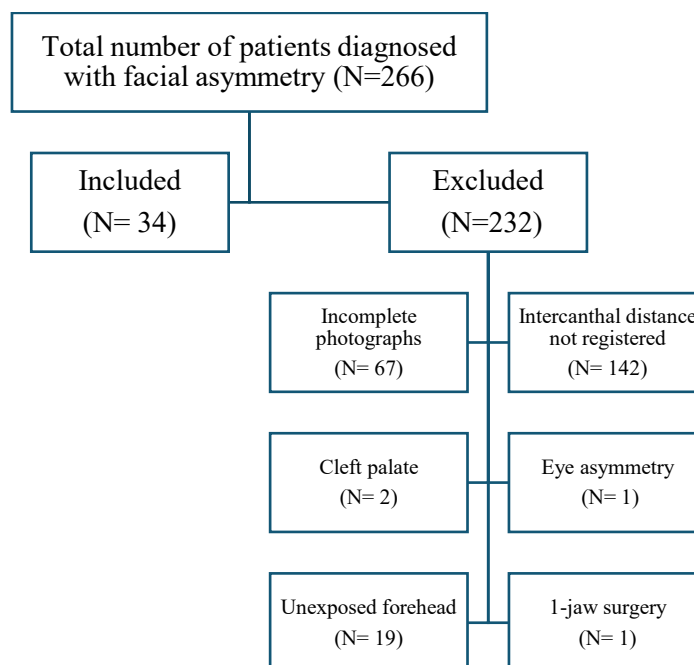 Total number of patients diagnosed
with facial asymmetry (N=266)
Included
(N= 34)
Excluded
(N=232)
Incomplete
photographs
(N= 67)
Intercanthal distance
not registered
(N= 142)
Cleft palate
(N= 2)
Eye asymmetry
(N= 1)
Unexposed forehead
(N= 19)
1-jaw surgery
(N= 1)